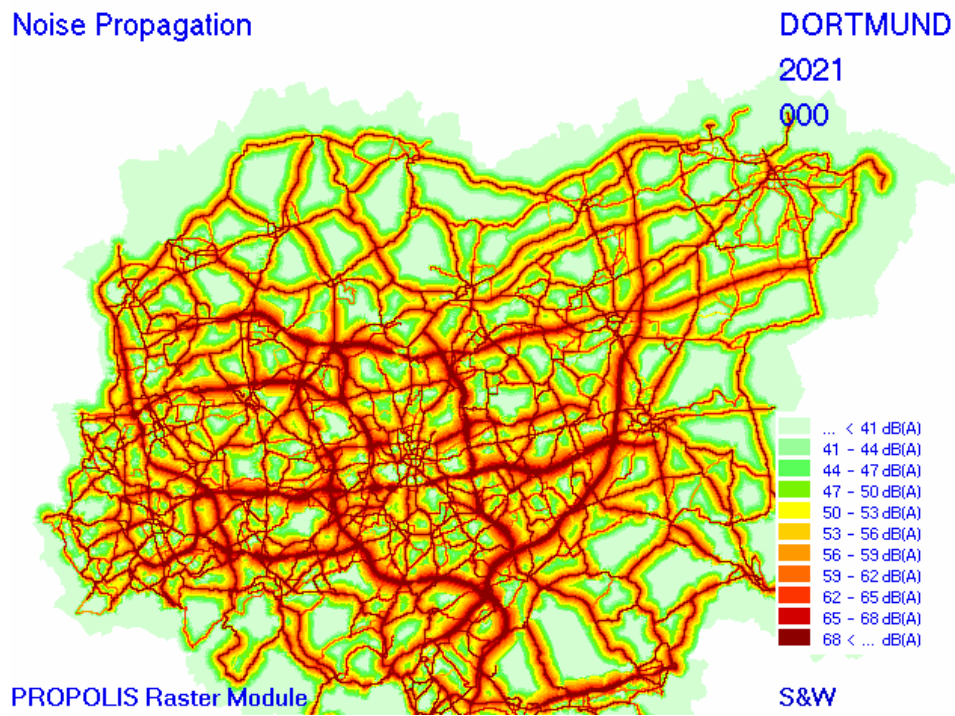 Noise Propagation
DORTMUND
2021
000
... < 41 dB(A)
41 - 44 dB(A)
44 - 47 dB(A)
47 - 50 dB(A)
50 - 53 dB(A)
53 - 56 dB(A)
56 - 59 dB(A)
59 - 62 dB(A)
62 - 65 dB(A)
65 - 68 dB(A)
68 < ... dB(A)
PROPOLIS Raster Module
S&W